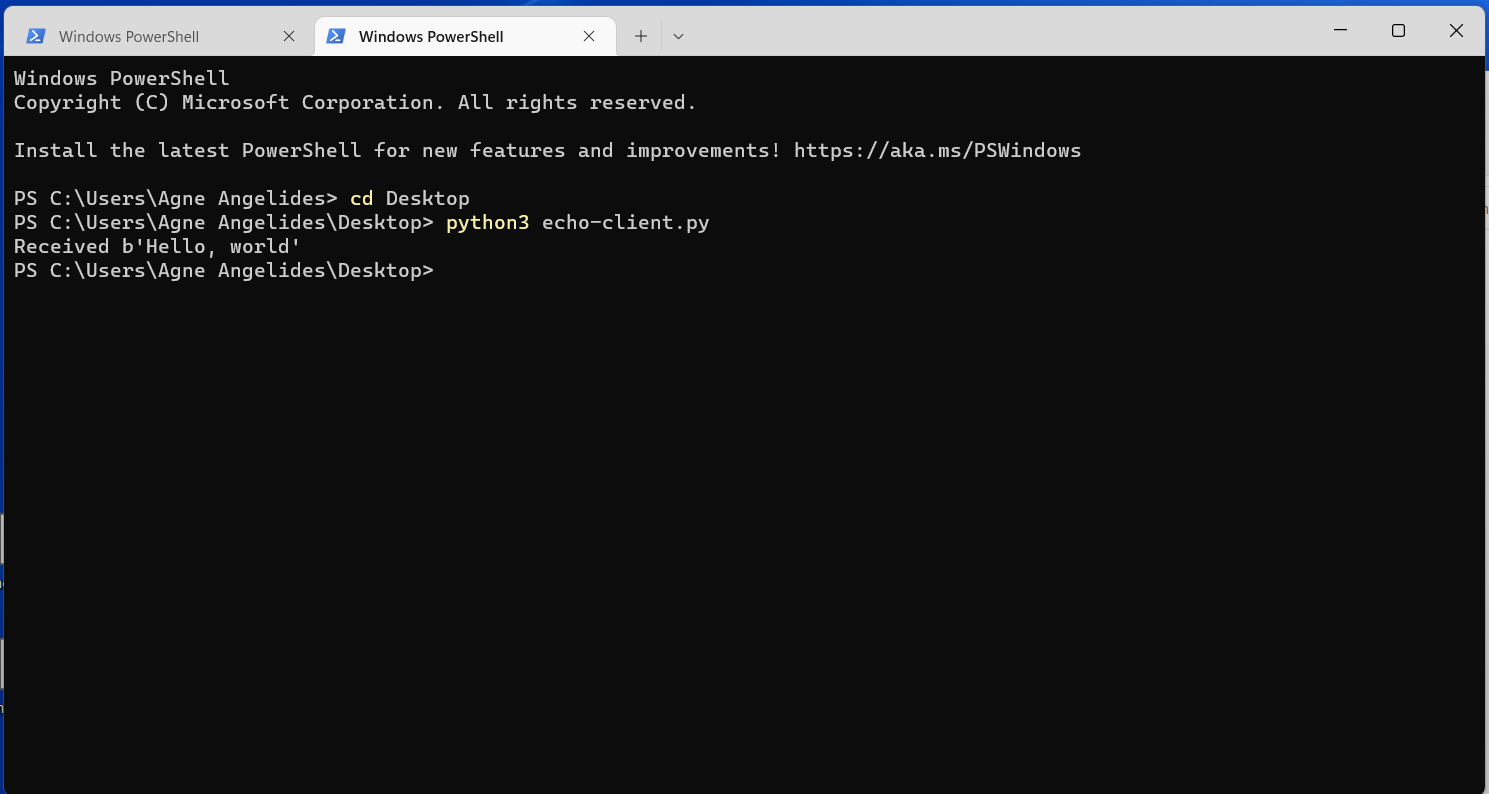 Windows PowerShell
Windows PowerShell
Windows PowerShell
Copyright (C) Microsoft Corporation. All rights reserved.
Install the latest PowerShell for new features and improvements! https://aka.ms/PSWindows
PS C:\Users\Agne Angelides> cd Desktop
PS C:\Users\Agne Angelides\Desktop> python3 echo-client.py
Received b'Hello, world'
PS C:\Users\Agne Angelides\Desktop>